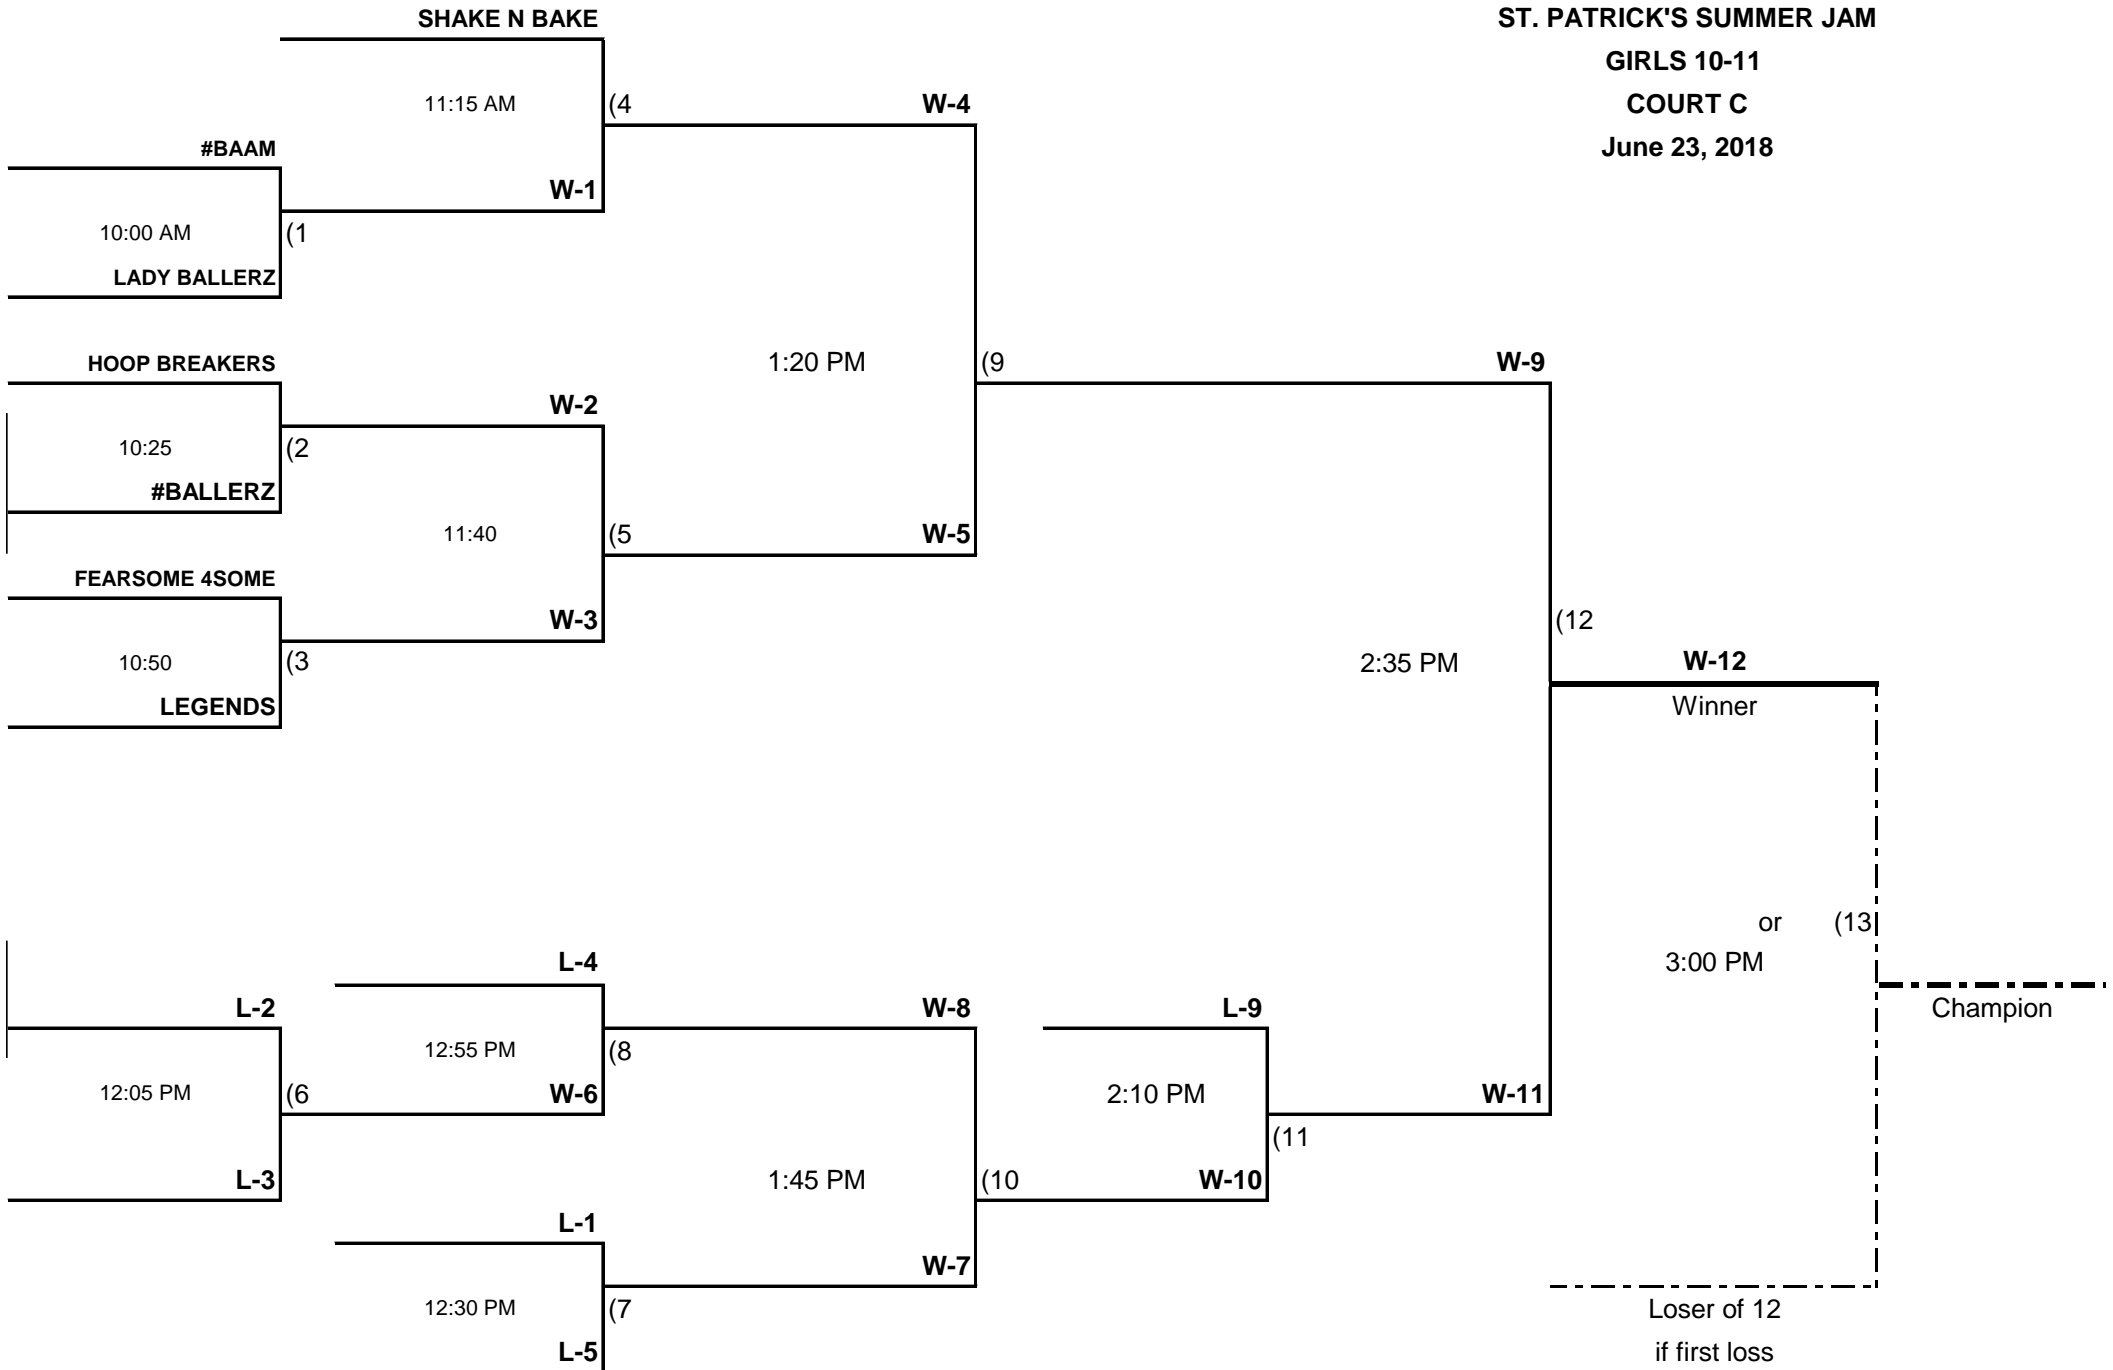 SHAKE N BAKE
ST. PATRICK'S SUMMER JAM
GIRLS 10-11
COURT C
June 23, 2018
11:15 AM
(4
W-4
#BAAM
W-1
10:00 AM
(1
LADY BALLERZ
HOOP BREAKERS
1:20 PM
(9
W-9
W-2
10:25
(2
#BALLERZ
11:40
(5
W-5
FEARSOME 4SOME
W-3
(12
10:50
(3
2:35 PM
W-12
LEGENDS
Winner
or
(13
L-4
3:00 PM
L-2
W-8
L-9
Champion
12:55 PM
(8
12:05 PM
(6
W-6
2:10 PM
W-11
(11
L-3
1:45 PM
(10
W-10
L-1
W-7
12:30 PM
(7
Loser of 12
L-5
if first loss